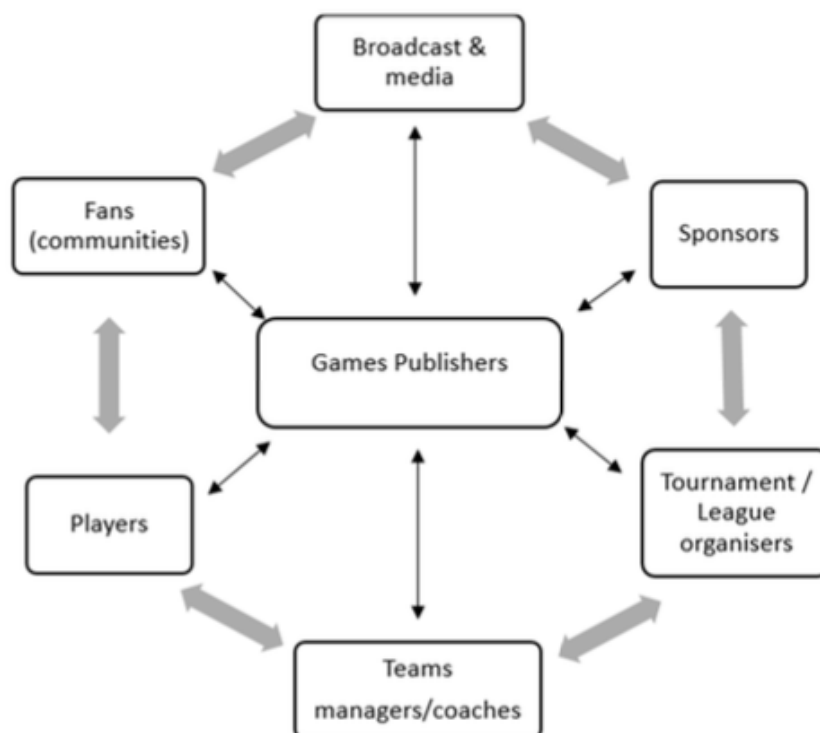 Broadcast &
media
Fans
(communities)
Sponsors
Games Publishers
Players
Tournament /
League
organisers
Teams
managers/coaches